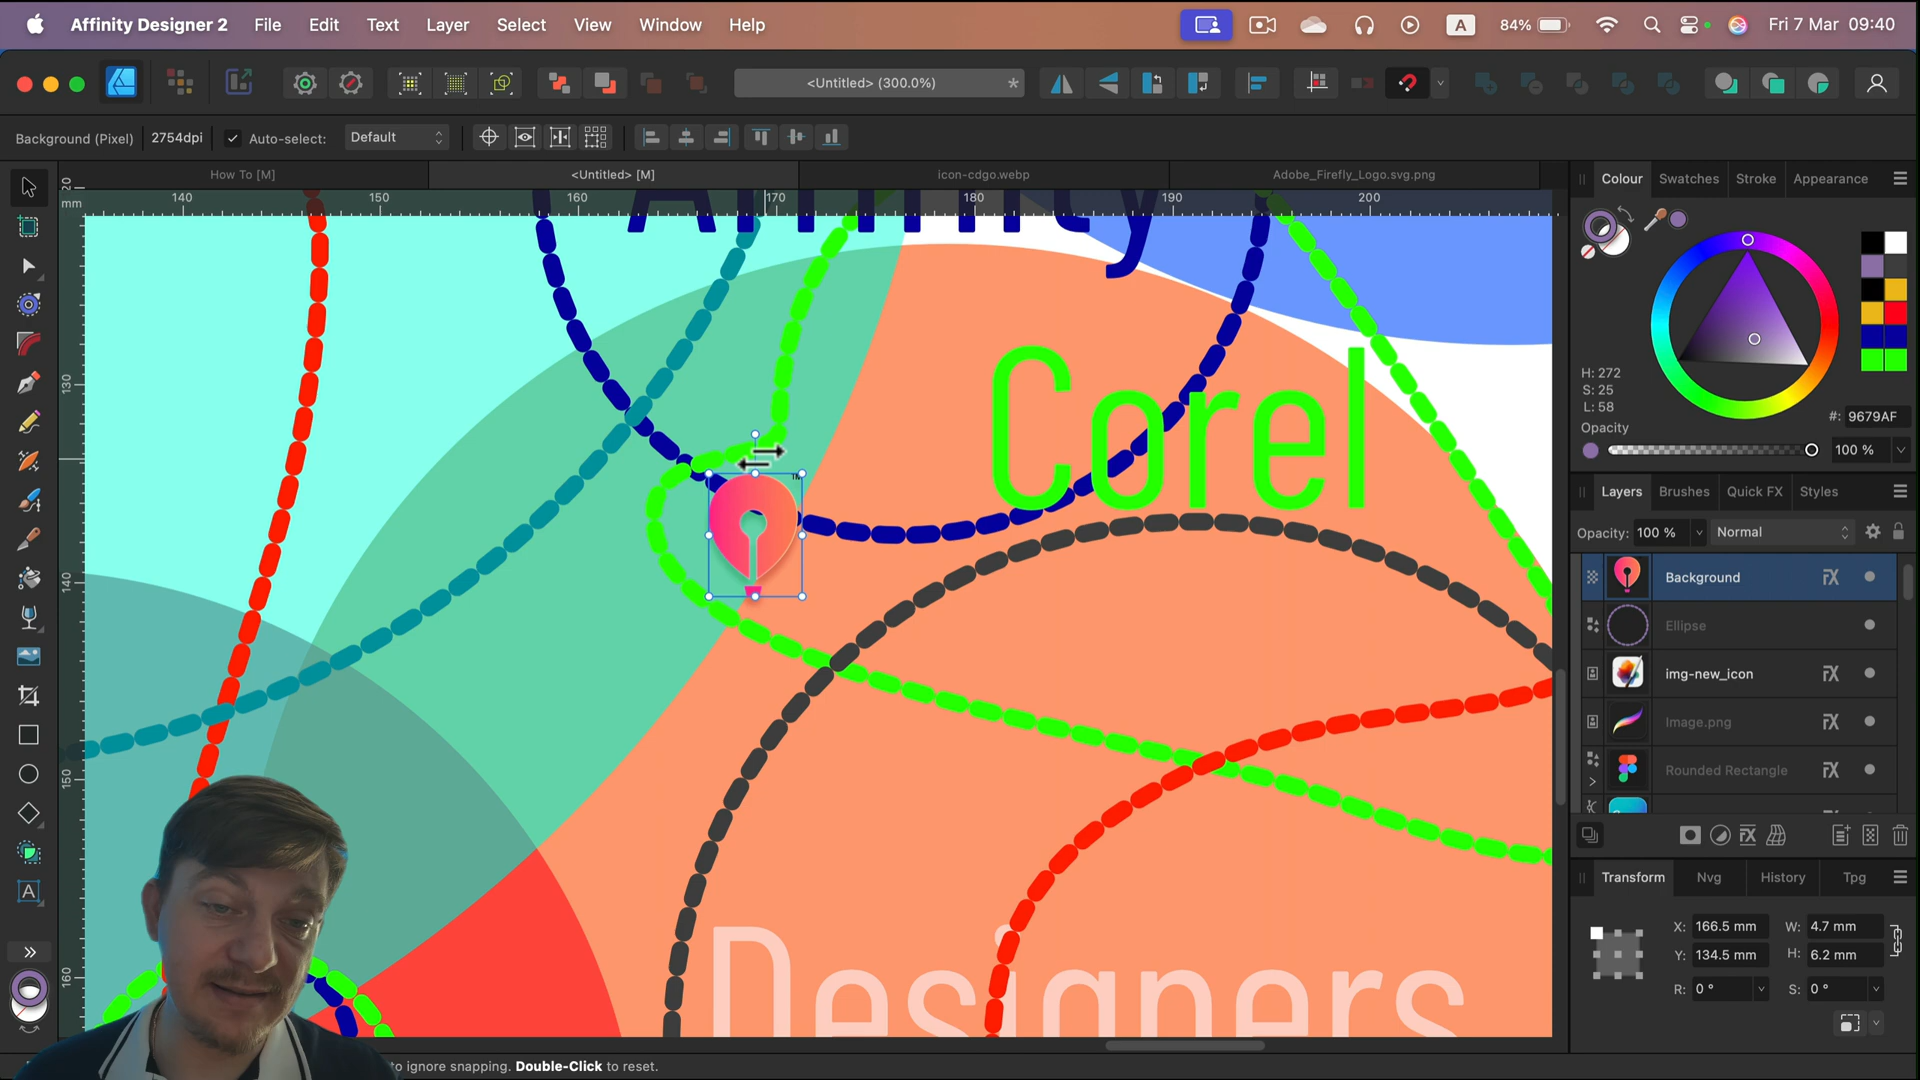 Affinity Designer 2 File Edit Text Layer Select View Window Help A 84% Fri 7 Mar 09:40
<Untitled> (300.0%) *
Background (Pixel) 2754dpi Auto-select: Default
How To [M] <Untitled> [M] icon-cdgo.webp Adobe_Firefly_Logo.svg.png
mm 140 150 160 170 180 190 200
20
130
140
150
160
Corel
Designers
TM
to ignore snapping. Double-Click to reset.
Colour Swatches Stroke Appearance
H: 272
S: 25
L: 58
#: 9679AF
Opacity
100 %
Layers Brushes Quick FX Styles
Opacity: 100 % Normal
Background
Ellipse
img-new_icon
Image.png
Rounded Rectangle
Transform Nvg History Tpg
X: 166.5 mm W: 4.7 mm
Y: 134.5 mm H: 6.2 mm
R: 0 ° S: 0 °